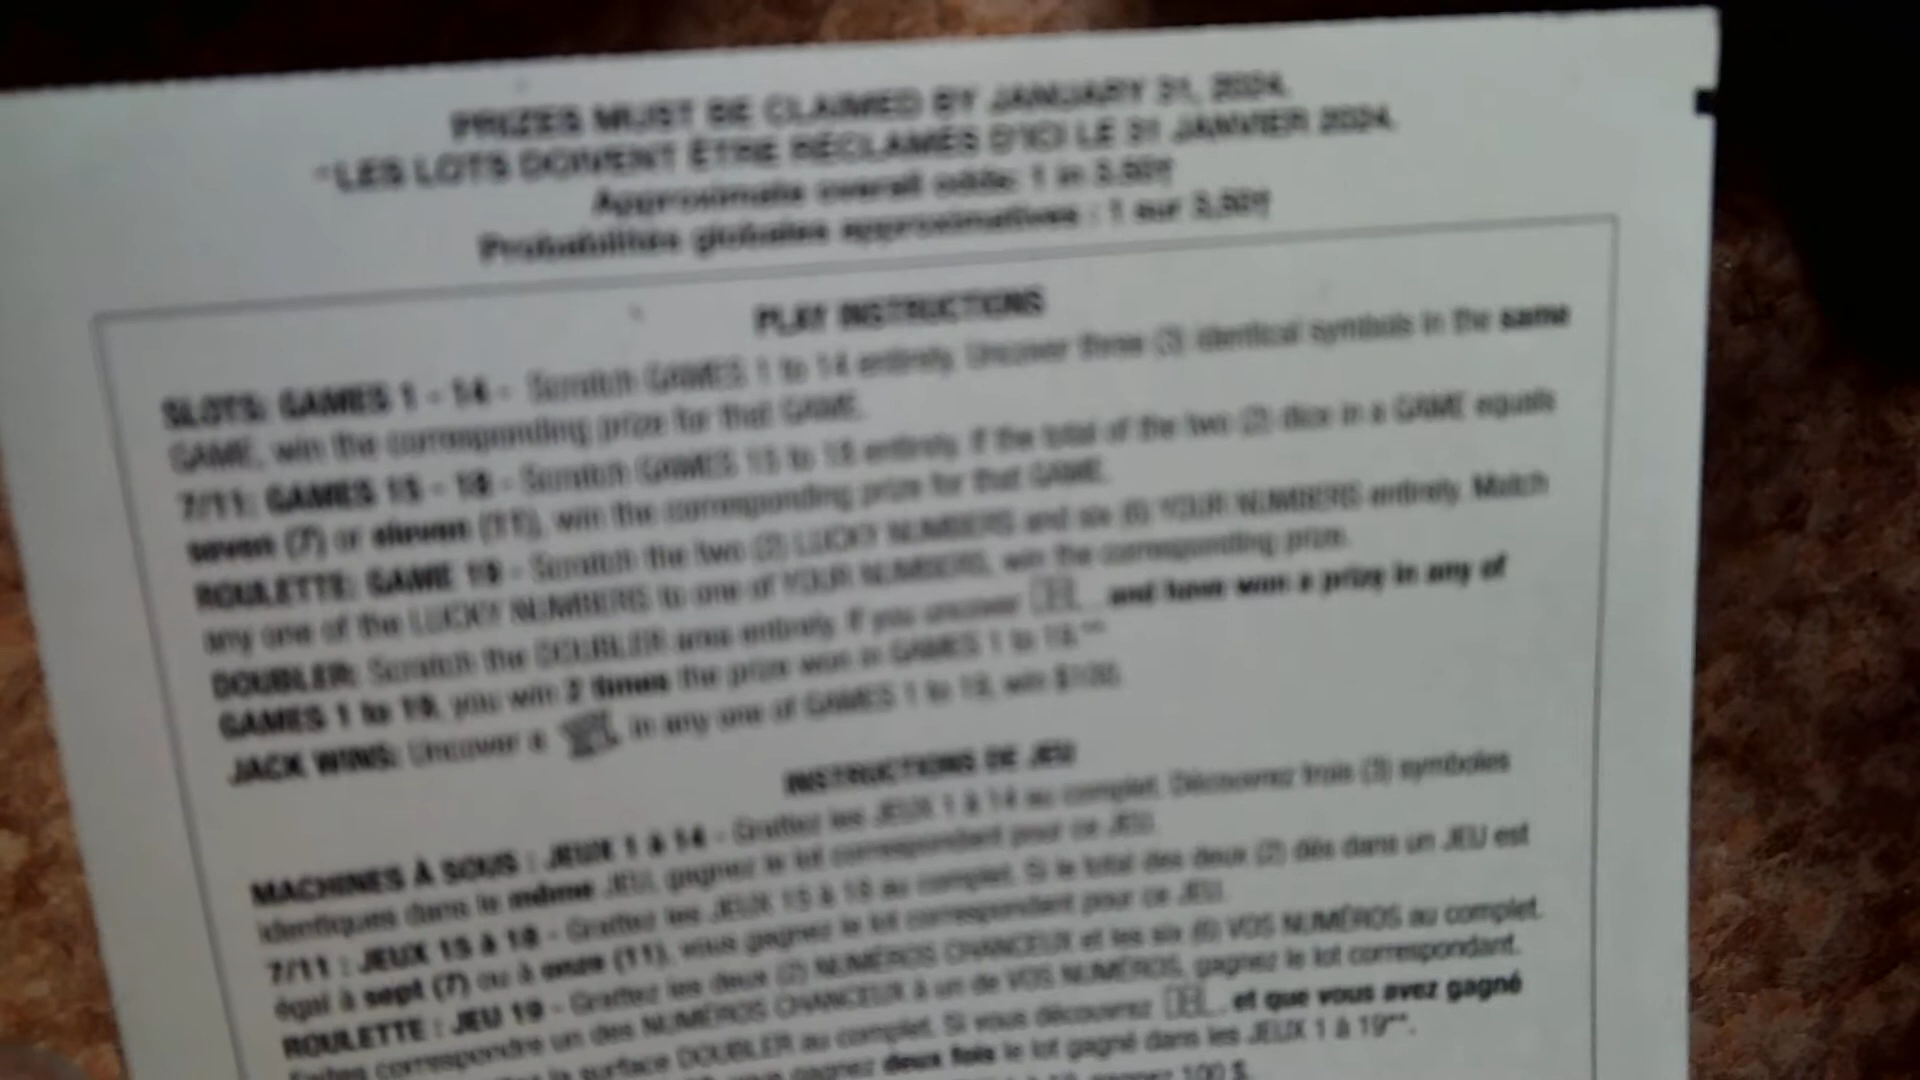 PRIZES MUST BE CLAIMED BY JANUARY 31, 2024.
*LES LOTS DOIVENT ÊTRE RÉCLAMÉS D'ICI LE 31 JANVIER 2024.
Approximate overall odds: 1 in
Probabilités globales approximatives : 1 sur
PLAY INSTRUCTIONS
SLOTS: GAMES 1 - 14 - Scratch GAMES 1 to 14 entirely. Uncover three (3) identical symbols in the same
GAME, win the corresponding prize for that GAME.
7/11: GAMES 15 - 18 - Scratch GAMES 15 to 18 entirely. If the total of the two (2) dice in a GAME equals
seven (7) or eleven (11), win the corresponding prize for that GAME.
ROULETTE: GAME 19 - Scratch the two (2) LUCKY NUMBERS and six (6) YOUR NUMBERS entirely. Match
any one of the LUCKY NUMBERS to one of YOUR NUMBERS, win the corresponding prize.
DOUBLER: Scratch the DOUBLER area entirely. If you uncover and have won a prize in any of
GAMES 1 to 19, you win 2 times the prize won in GAMES 1 to 19.**
JACK WINS: Uncover a in any one of GAMES 1 to 19, win $100.
INSTRUCTIONS DE JEU
MACHINES À SOUS : JEUX 1 à 14 - Grattez les JEUX 1 à 14 au complet. Découvrez trois (3) symboles
identiques dans le même JEU, gagnez le lot correspondant pour ce JEU.
7/11 : JEUX 15 à 18 - Grattez les JEUX 15 à 18 au complet. Si le total des deux (2) dés dans un JEU est
égal à sept (7) ou à onze (11), vous gagnez le lot correspondant pour ce JEU.
ROULETTE : JEU 19 - Grattez les deux (2) NUMÉROS CHANCEUX et les six (6) VOS NUMÉROS au complet.
Faites correspondre un des NUMÉROS CHANCEUX à un de VOS NUMÉROS, gagnez le lot correspondant.
la surface DOUBLER au complet. Si vous découvrez et que vous avez gagné
vous gagnez deux fois le lot gagné dans les JEUX 1 à 19**.
gagnez 100 $.